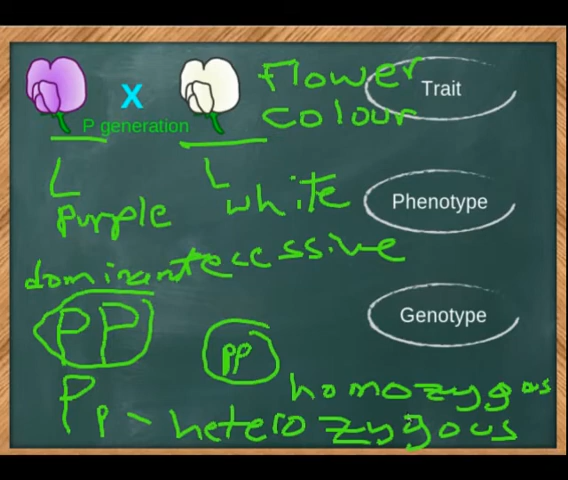 Flower
colour
Trait
X
P generation
purple
white
Phenotype
dominant recessive
PP
pp
Genotype
homozygous
Pp - heterozygous